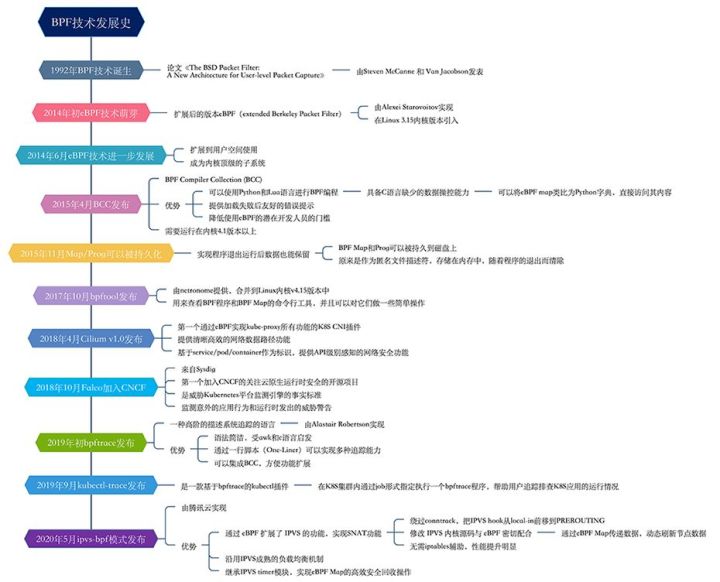 BPF技术发展史
1992年BPF技术诞生
论文《The BSD Packet Filter:
A New Architecture for User-level Packet Capture》
由Steven McCanne 和 Van Jacobson发表
2014年初eBPF技术萌芽
扩展后的版本eBPF（extended Berkeley Packet Filter）
由Alexei Starovoitov实现
在Linux 3.15内核版本引入
2014年6月eBPF技术进一步发展
扩展到用户空间使用
成为内核顶级的子系统
2015年4月BCC发布
BPF Compiler Collection (BCC)
优势
可以使用Python和Lua语言进行BPF编程
具备C语言缺少的数据操控能力
可以将eBPF map类比为Python字典，直接访问其内容
提供加载失败后友好的错误提示
降低使用eBPF的潜在开发人员的门槛
需要运行在内核4.1版本以上
2015年11月Map/Prog可以被持久化
实现程序退出运行后数据也能保留
BPF Map和Prog可以被持久到磁盘上
原来是作为匿名文件描述符，存储在内存中，随着程序的退出而清除
2017年10月bpftool发布
由netronome提供，合并到Linux内核v4.15版本中
用来查看BPF程序和BPF Map的命令行工具，并且可以对它们做一些简单操作
2018年4月Cilium v1.0发布
第一个通过eBPF实现kube-proxy所有功能的K8S CNI插件
提供清晰高效的网络数据路径功能
基于service/pod/container作为标识，提供API级别感知的网络安全功能
2018年10月Falco加入CNCF
来自Sysdig
第一个加入CNCF的关注云原生运行时安全的开源项目
是威胁Kubernetes平台监测引擎的事实标准
监测意外的应用行为和运行时发出的威胁警告
2019年初bpftrace发布
一种高阶的描述系统追踪的语言
由Alastair Robertson实现
优势
语法简洁，受awk和c语言启发
通过一行脚本（One-Liner）可以实现多种追踪能力
可以集成BCC，方便功能扩展
2019年9月kubectl-trace发布
是一款基于bpftrace的kubectl插件
在K8S集群内通过job形式指定执行一个bpftrace程序，帮助用户追踪排查K8S应用的运行情况
2020年5月ipvs-bpf模式发布
由腾讯云实现
优势
通过 eBPF 扩展了 IPVS 的功能，实现SNAT功能
绕过conntrack，把IPVS hook从local-in前移到PREROUTING
修改 IPVS 内核源码与 eBPF 密切配合
通过eBPF Map传递数据，动态刷新节点数据
无需iptables辅助，性能提升明显
沿用IPVS成熟的负载均衡机制
继承IPVS timer模块，实现eBPF Map的高效安全回收操作